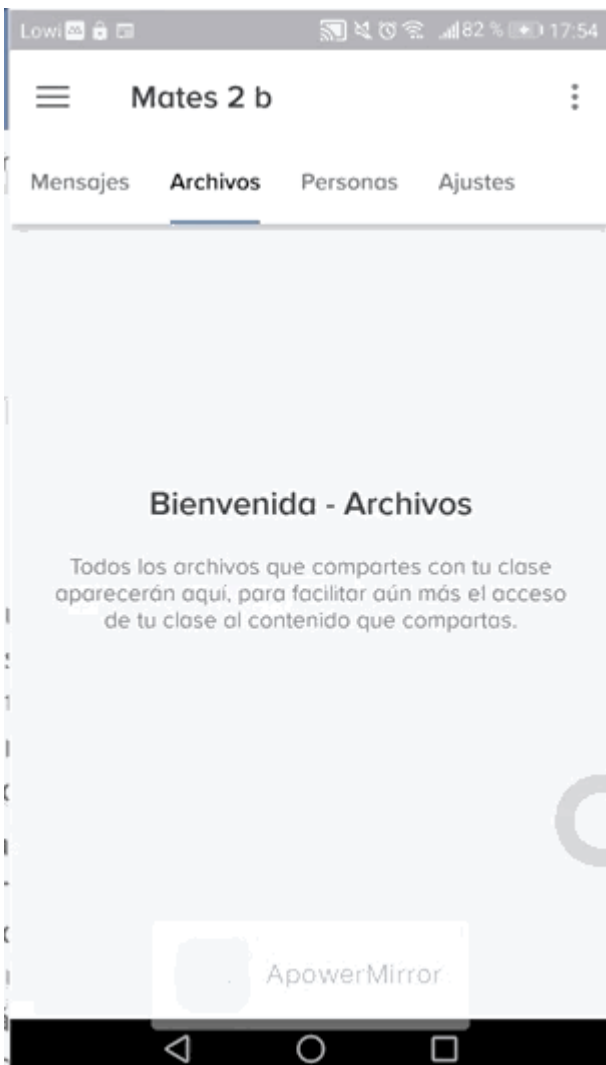 Lowi 82 % 17:54
Mates 2 b
Mensajes Archivos Personas Ajustes
Bienvenida - Archivos
Todos los archivos que compartes con tu clase
aparecerán aquí, para facilitar aún más el acceso
de tu clase al contenido que compartas.
ApowerMirror